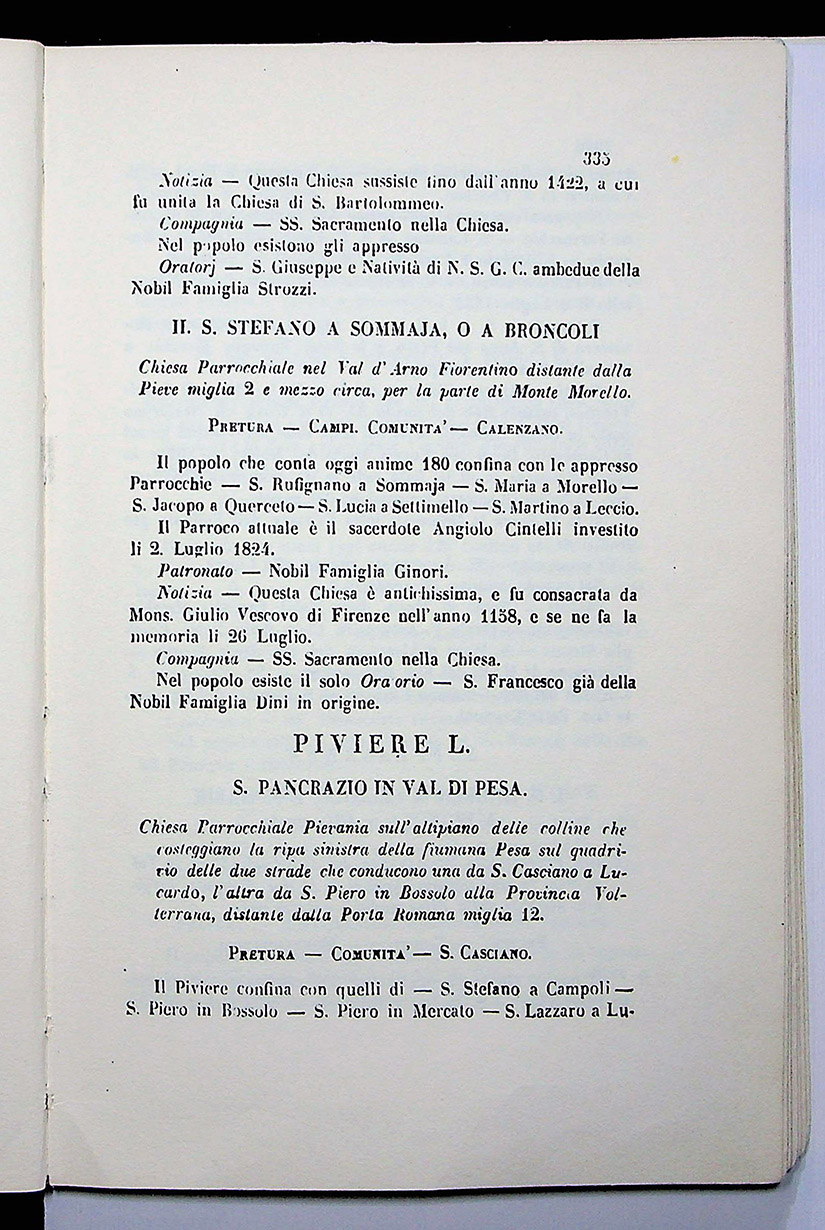 335
Notizia — Questa Chiesa sussiste fino dall'anno 1422, a cui
fu unita la Chiesa di S. Bartolommeo.
Compagnia — SS. Sacramento nella Chiesa.
Nel popolo esistono gli appresso
Oratorj — S. Giuseppe e Natività di N. S. G. C. ambedue della
Nobil Famiglia Strozzi.
II. S. STEFANO A SOMMAJA, O A BRONCOLI
Chiesa Parrocchiale nel Val d'Arno Fiorentino distante dalla
Pieve miglia 2 e mezzo circa, per la parte di Monte Morello.
PRETURA — CAMPI. COMUNITA' — CALENZANO.
Il popolo che conta oggi anime 180 confina con le appresso
Parrocchie — S. Rufignano a Sommaja — S. Maria a Morello —
S. Jacopo a Querceto — S. Lucia a Settimello — S. Martino a Leccio.
Il Parroco attuale è il sacerdote Angiolo Cintelli investito
li 2. Luglio 1824.
Patronato — Nobil Famiglia Ginori.
Notizia — Questa Chiesa è antichissima, e fu consacrata da
Mons. Giulio Vescovo di Firenze nell'anno 1158, e se ne fa la
memoria li 26 Luglio.
Compagnia — SS. Sacramento nella Chiesa.
Nel popolo esiste il solo Ora orio — S. Francesco già della
Nobil Famiglia Dini in origine.
PIVIERE L.
S. PANCRAZIO IN VAL DI PESA.
Chiesa Parrocchiale Pievania sull'altipiano delle colline che
costeggiano la ripa sinistra della fiumana Pesa sul quadri-
vio delle due strade che conducono una da S. Casciano a Lu-
cardo, l'altra da S. Piero in Bossolo alla Provincia Vol-
terrana, distante dalla Porta Romana miglia 12.
PRETURA — COMUNITA' — S. CASCIANO.
Il Piviere confina con quelli di — S. Stefano a Campoli —
S. Piero in Bossolo — S. Piero in Mercato — S. Lazzaro a Lu-